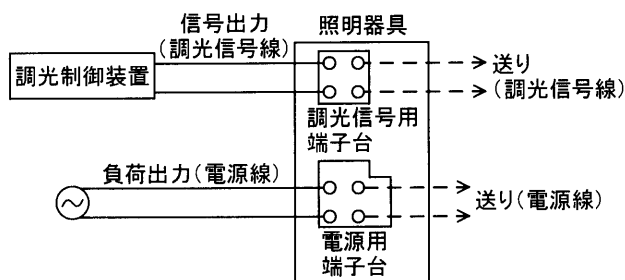 信号出力
(調光信号線)
照明器具
調光制御装置
送り
(調光信号線)
調光信号用
端子台
負荷出力(電源線)
送り(電源線)
電源用
端子台